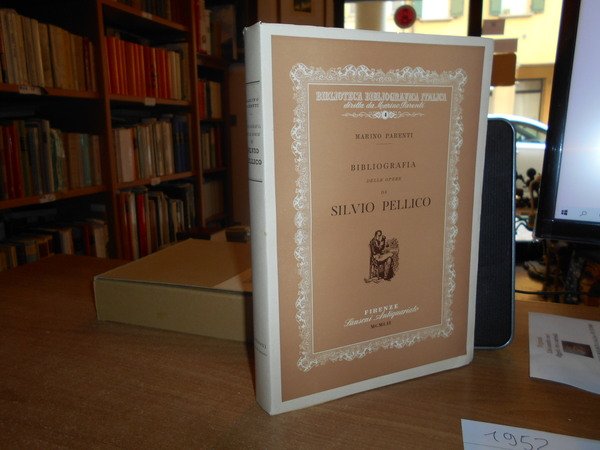 BIBLIOTECA BIBLIOGRAFICA ITALICA
diretta da Marino Parenti
MARINO PARENTI
BIBLIOGRAFIA
DELLE OPERE
DI
SILVIO PELLICO
FIRENZE
Sansoni Antiquariato
1952